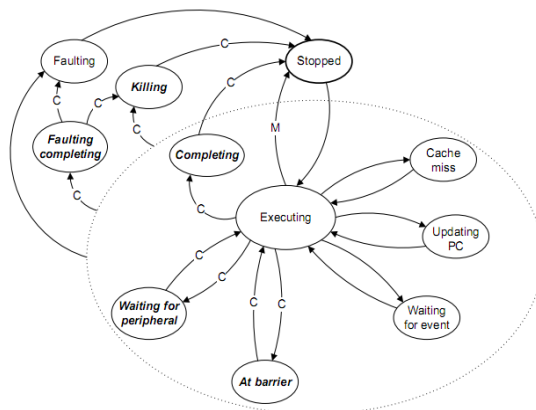 C
Faulting
C
Stopped
Killing
C
C
C
C
M
Faulting
completing
Completing
Cache
miss
C
C
Executing
Updating
PC
C
C
C
C
Waiting for
peripheral
Waiting
for event
At barrier